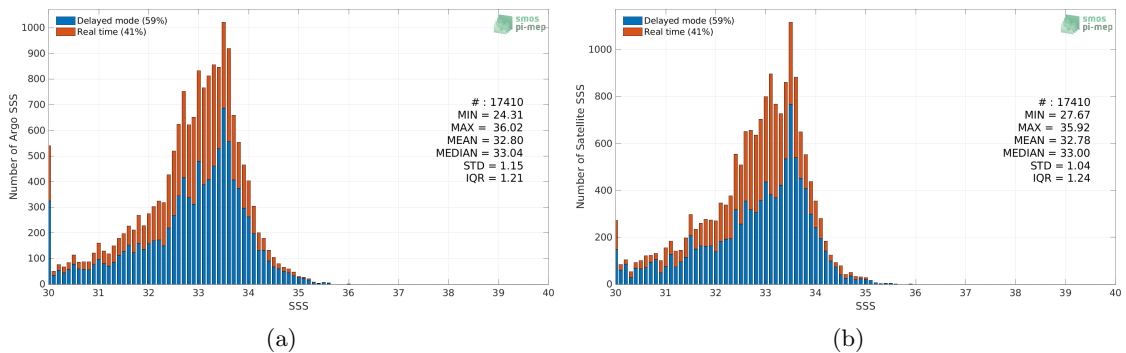 Delayed mode (59%)
Real time (41%)
smos
pi-mep
Number of Argo SSS
1000
900
800
700
600
500
400
300
200
100
0
# : 17410
MIN = 24.31
MAX = 36.02
MEAN = 32.80
MEDIAN = 33.04
STD = 1.15
IQR = 1.21
30 31 32 33 34 35 36 37 38 39 40
SSS
(a)
Delayed mode (59%)
Real time (41%)
smos
pi-mep
Number of Satellite SSS
1000
800
600
400
200
0
# : 17410
MIN = 27.67
MAX = 35.92
MEAN = 32.78
MEDIAN = 33.00
STD = 1.04
IQR = 1.24
30 31 32 33 34 35 36 37 38 39 40
SSS
(b)